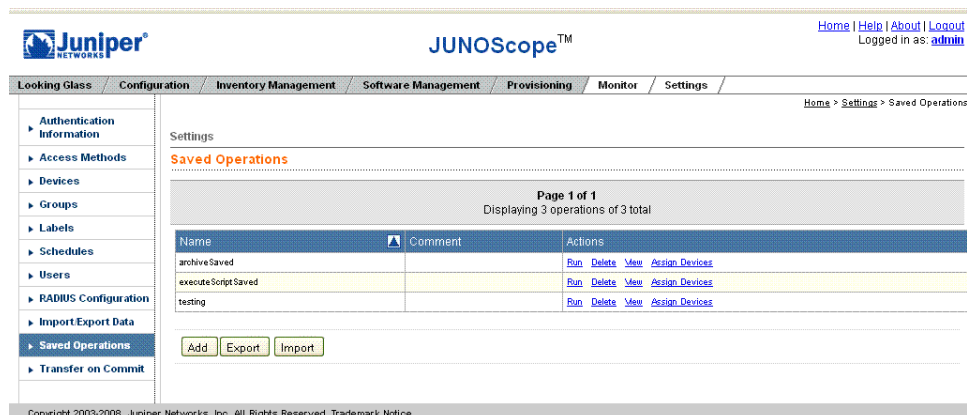 Juniper®
NETWORKS
JUNOScope™
Home | Help | About | Logout
Logged in as: admin
Looking Glass / Configuration / Inventory Management / Software Management / Provisioning / Monitor / Settings /
Home > Settings > Saved Operations
Authentication
Information
Access Methods
Devices
Groups
Labels
Schedules
Users
RADIUS Configuration
Import/Export Data
Saved Operations
Transfer on Commit
Settings
Saved Operations
Page 1 of 1
Displaying 3 operations of 3 total
Name Comment Actions
archiveSaved Run Delete View Assign Devices
executeScriptSaved Run Delete View Assign Devices
testing Run Delete View Assign Devices
Add Export Import
Copyright 2003-2008, Juniper Networks, Inc. All Rights Reserved. Trademark Notice.